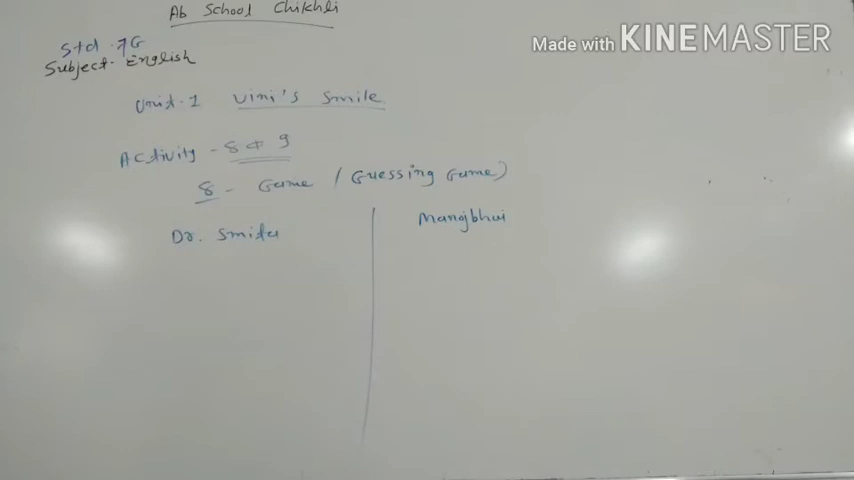 Ab School Chikhli
Made with KINEMASTER
Std - 7G
Subject - English
Unit-1 Vini's Smile
Activity - 8 & 9
8 - Game / Guessing Game)
Dr. Smita
Manojbhai